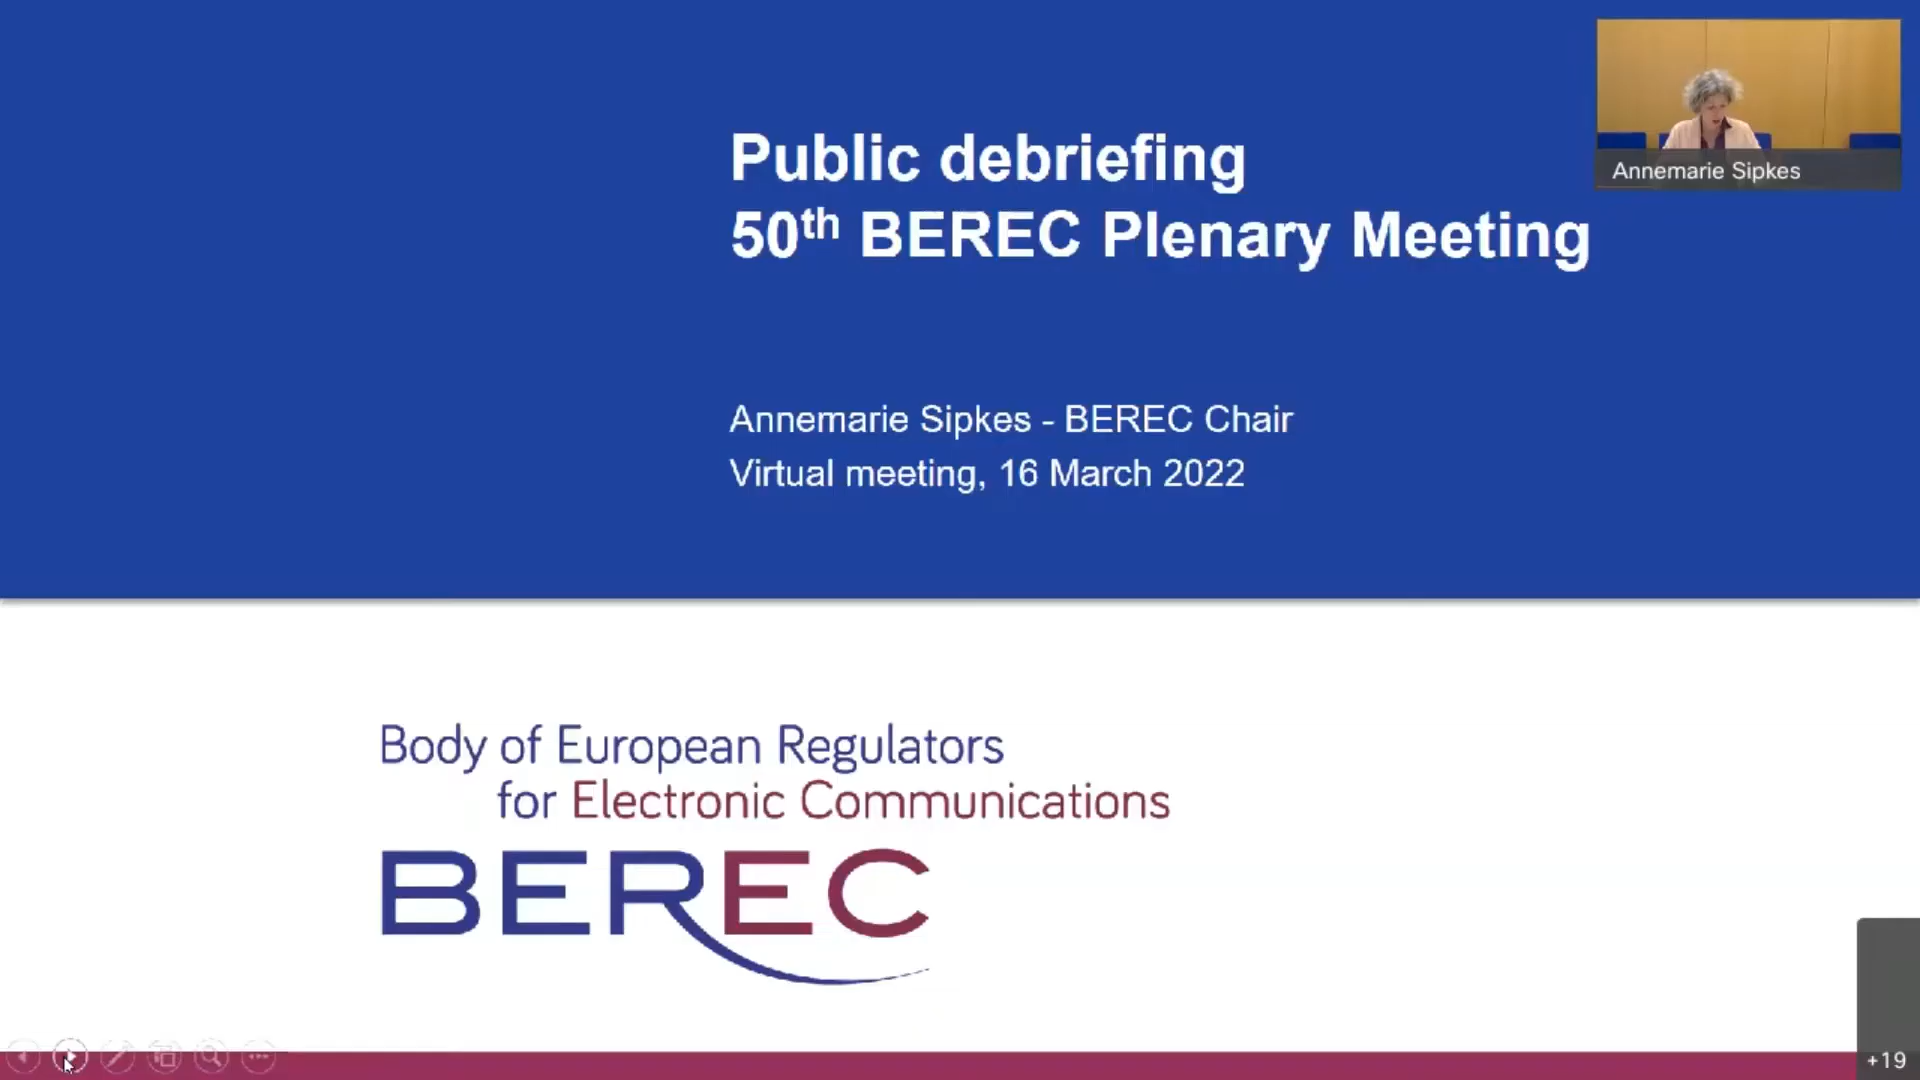 Public debriefing
50th BEREC Plenary Meeting
Annemarie Sipkes
Annemarie Sipkes - BEREC Chair
Virtual meeting, 16 March 2022
Body of European Regulators
for Electronic Communications
BEREC
+19